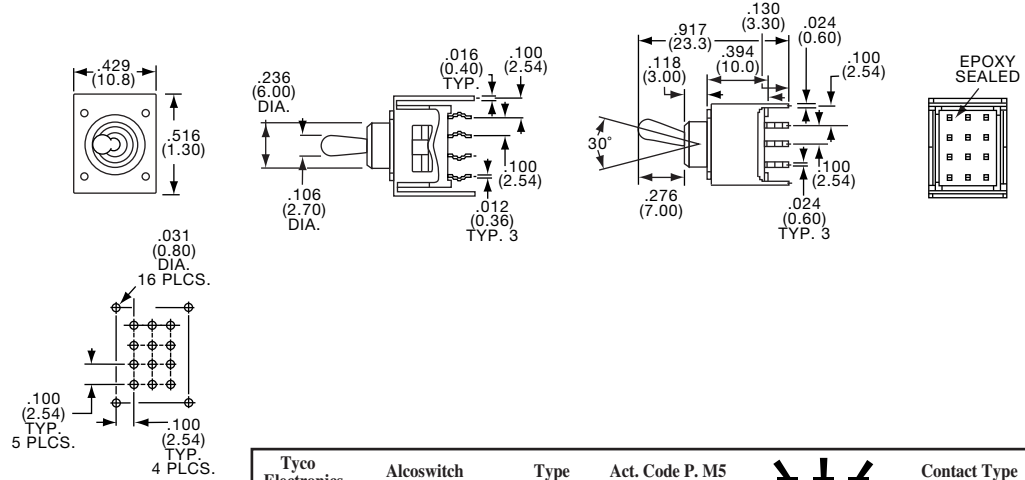 .429
(10.8)
.516
(1.30)
.236
(6.00)
DIA.
.016
(0.40)
TYP.
.100
(2.54)
.106
(2.70)
DIA.
.100
(2.54)
.012
(0.36)
TYP. 3
.917
(23.3)
.130
(3.30)
.024
(0.60)
.118
(3.00)
.394
(10.0)
.100
(2.54)
30°
.276
(7.00)
.100
(2.54)
.024
(0.60)
TYP. 3
EPOXY
SEALED
.031
(0.80)
DIA.
16 PLCS.
.100
(2.54)
TYP.
5 PLCS.
.100
(2.54)
TYP.
4 PLCS.
Tyco
Electronics
Alcoswitch
Type
Act. Code P. M5
Contact Type